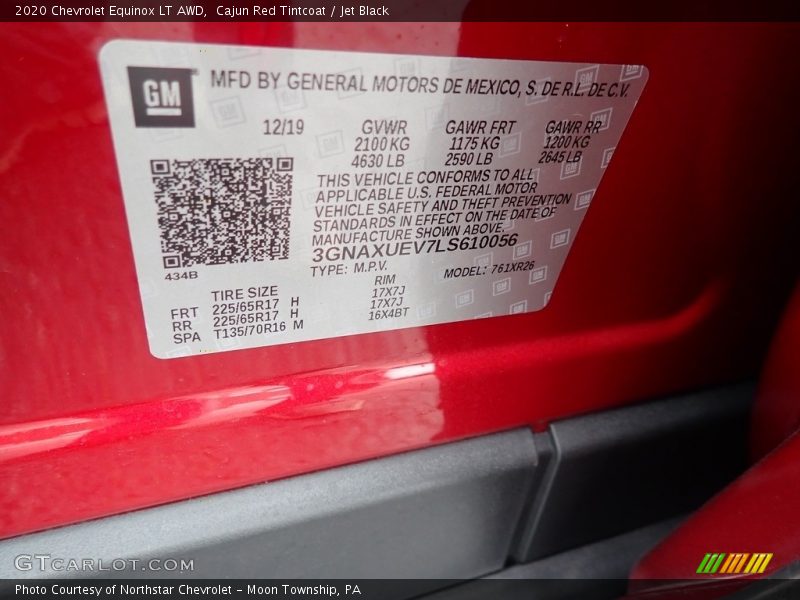 2020 Chevrolet Equinox LT AWD,  Cajun Red Tintcoat / Jet Black
GM
MFD BY GENERAL MOTORS DE MEXICO, S. DE R.L. DE C.V.
12/19 GVWR GAWR FRT GAWR RR
2100 KG 1175 KG 1200 KG
4630 LB 2590 LB 2645 LB
THIS VEHICLE CONFORMS TO ALL
APPLICABLE U.S. FEDERAL MOTOR
VEHICLE SAFETY AND THEFT PREVENTION
STANDARDS IN EFFECT ON THE DATE OF
MANUFACTURE SHOWN ABOVE.
3GNAXUEV7LS610056
434B
TYPE: M.P.V. MODEL: 761XR26
TIRE SIZE RIM
FRT 225/65R17 H 17X7J
RR 225/65R17 H 17X7J
SPA T135/70R16 M 16X4BT
GTCARLOT.COM
Photo Courtesy of Northstar Chevrolet - Moon Township, PA